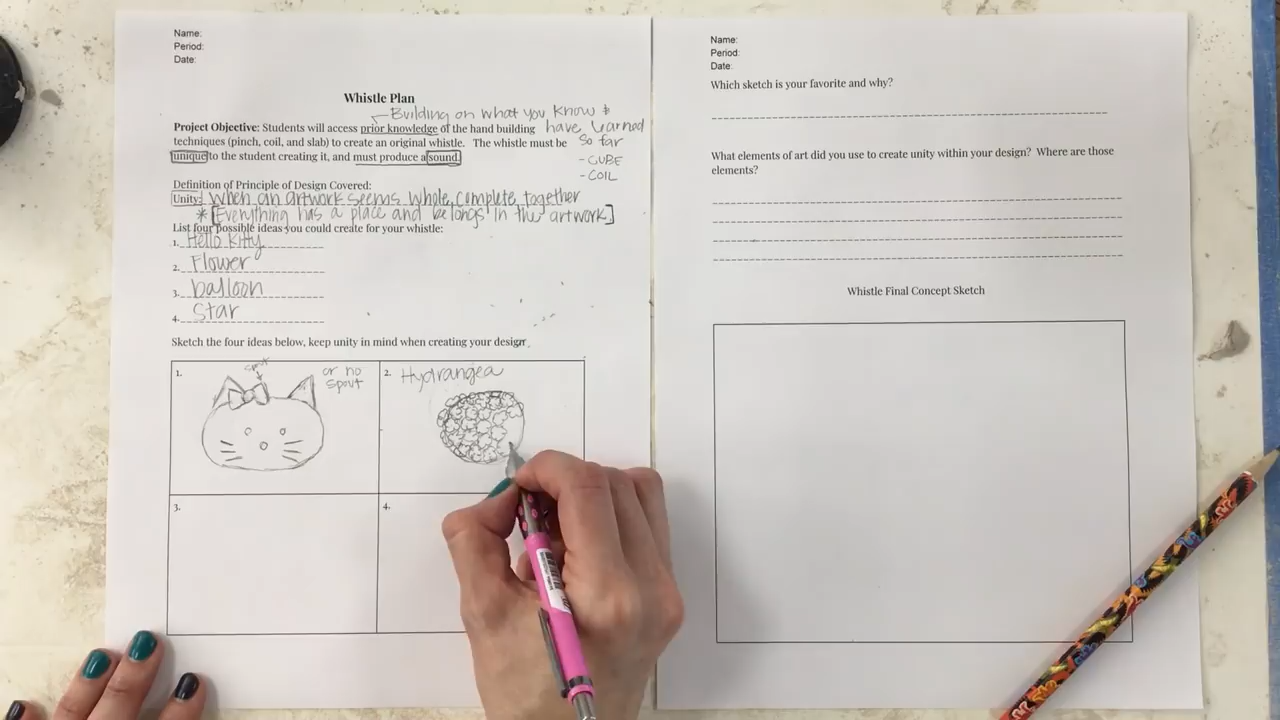 Name:
Period:
Date:
Whistle Plan
Building on what you know &
have learned
so far
- CUBE
- COIL
Project Objective: Students will access prior knowledge of the hand building
techniques (pinch, coil, and slab) to create an original whistle. The whistle must be
unique to the student creating it, and must produce a sound.
Definition of Principle of Design Covered:
Unity: When an artwork seems whole, complete, together
* [Everything has a place and belongs in the artwork]
List four possible ideas you could create for your whistle:
1. Hello Kitty
2. Flower
3. balloon
4. Star
Sketch the four ideas below, keep unity in mind when creating your design.
1.
spout
or no
spout
2. Hydrangea
3.
4.
Name:
Period:
Date:
Which sketch is your favorite and why?
What elements of art did you use to create unity within your design? Where are those
elements?
Whistle Final Concept Sketch